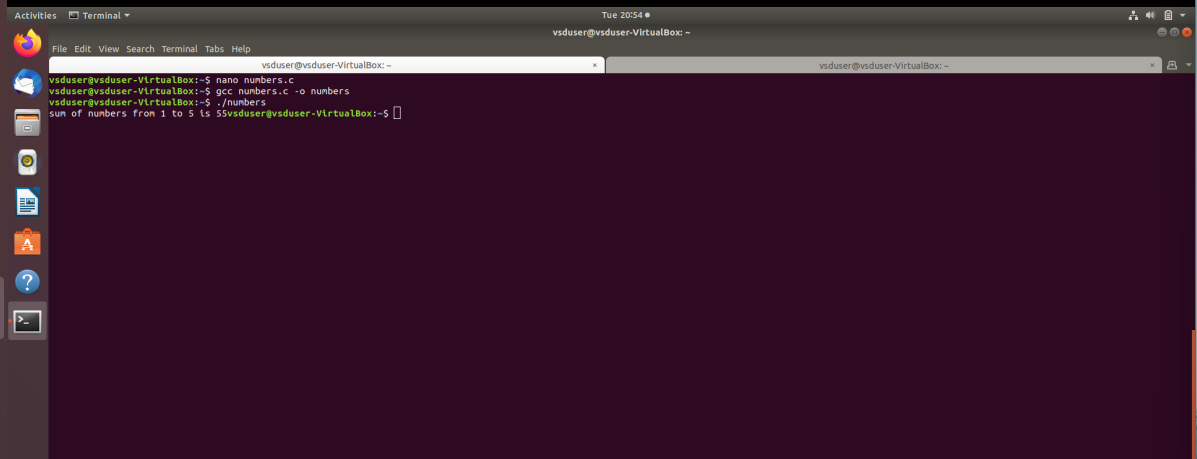 Activities Terminal Tue 20:54
vsduser@vsduser-VirtualBox: ~
File Edit View Search Terminal Tabs Help
vsduser@vsduser-VirtualBox: ~ × vsduser@vsduser-VirtualBox: ~ ×
vsduser@vsduser-VirtualBox:~$ nano numbers.c
vsduser@vsduser-VirtualBox:~$ gcc numbers.c -o numbers
vsduser@vsduser-VirtualBox:~$ ./numbers
sum of numbers from 1 to 5 is 55vsduser@vsduser-VirtualBox:~$